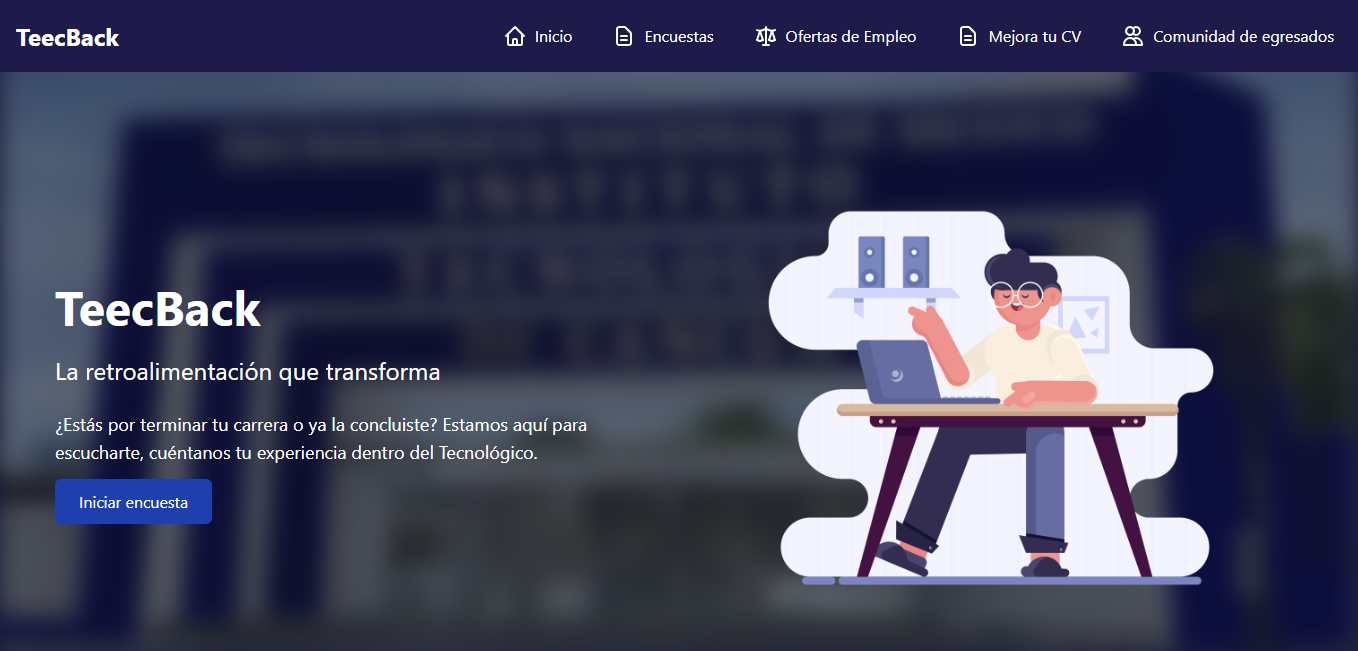 TeecBack
Inicio
Encuestas
Ofertas de Empleo
Mejora tu CV
Comunidad de egresados
INSTITUTO
TeecBack
La retroalimentación que transforma
¿Estás por terminar tu carrera o ya la concluiste? Estamos aquí para
escucharte, cuéntanos tu experiencia dentro del Tecnológico.
Iniciar encuesta